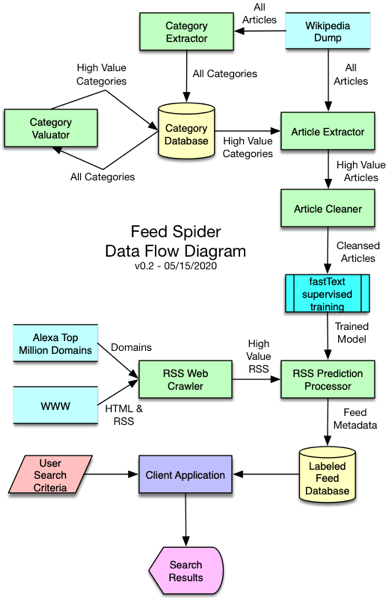 All
Articles
Category
Extractor
Wikipedia
Dump
High Value
Categories
All Categories
All
Articles
Category
Valuator
Category
Database
High Value
Categories
Article Extractor
All Categories
High Value
Articles
Article Cleaner
Feed Spider
Data Flow Diagram
v0.2 - 05/15/2020
Cleansed
Articles
fastText
supervised
training
Alexa Top
Million Domains
Domains
High
Value
RSS
Trained
Model
RSS Web
Crawler
RSS Prediction
Processor
WWW
HTML &
RSS
Feed
Metadata
User
Search
Criteria
Client Application
Labeled
Feed
Database
Search
Results